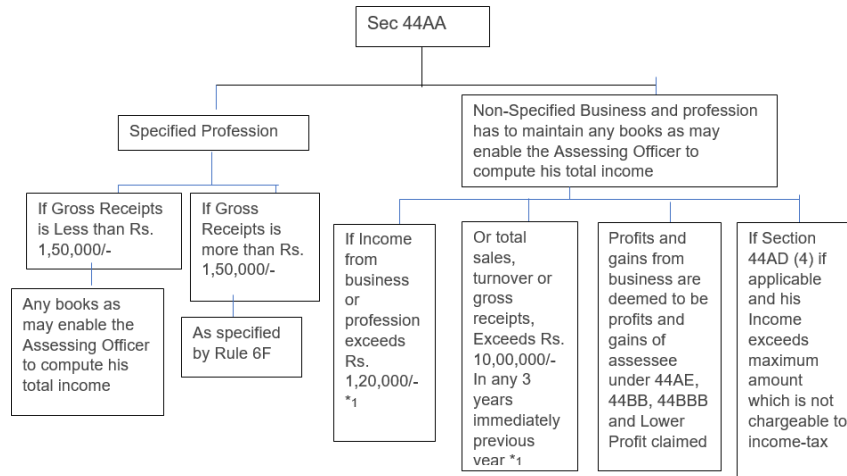 Sec 44AA
Specified Profession
Non-Specified Business and profession
has to maintain any books as may
enable the Assessing Officer to
compute his total income
If Gross Receipts
is Less than Rs.
1,50,000/-
If Gross
Receipts is
more than Rs.
1,50,000/-
Any books as
may enable the
Assessing Officer
to compute his
total income
As specified
by Rule 6F
If Income
from
business
or
profession
exceeds
Rs.
1,20,000/-
*1
Or total
sales,
turnover or
gross
receipts,
Exceeds Rs.
10,00,000/-
In any 3
years
immediately
previous
year *1
Profits and
gains from
business are
deemed to be
profits and
gains of
assessee
under 44AE,
44BB, 44BBB
and Lower
Profit claimed
If Section
44AD (4) if
applicable
and his
Income
exceeds
maximum
amount
which is not
chargeable to
income-tax